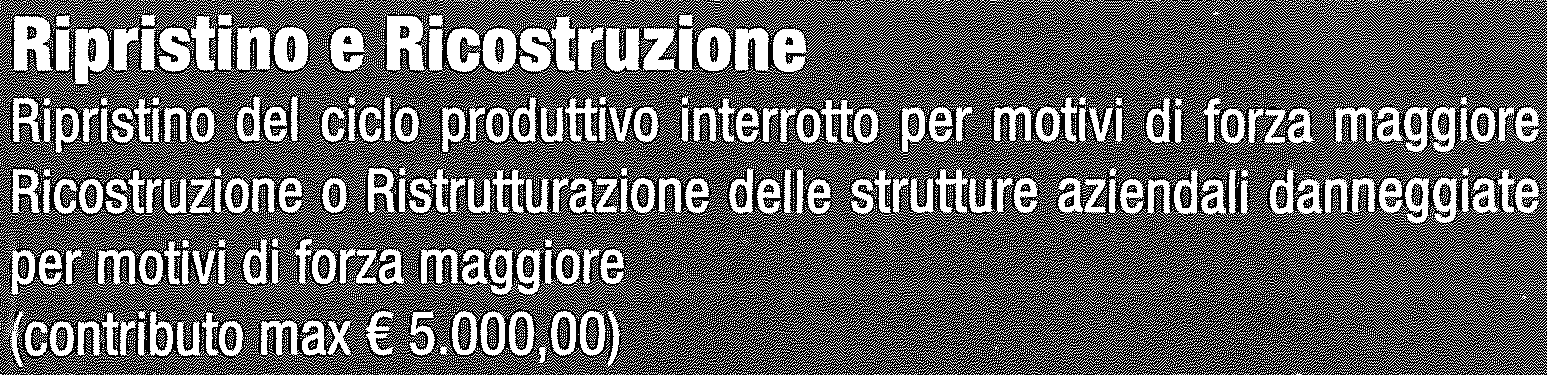 Ripristino e Ricostruzione
Ripristino del ciclo produttivo interrotto per motivi di forza maggiore
Ricostruzione o Ristrutturazione delle strutture aziendali danneggiate
per motivi di forza maggiore
(contributo max € 5.000,00)